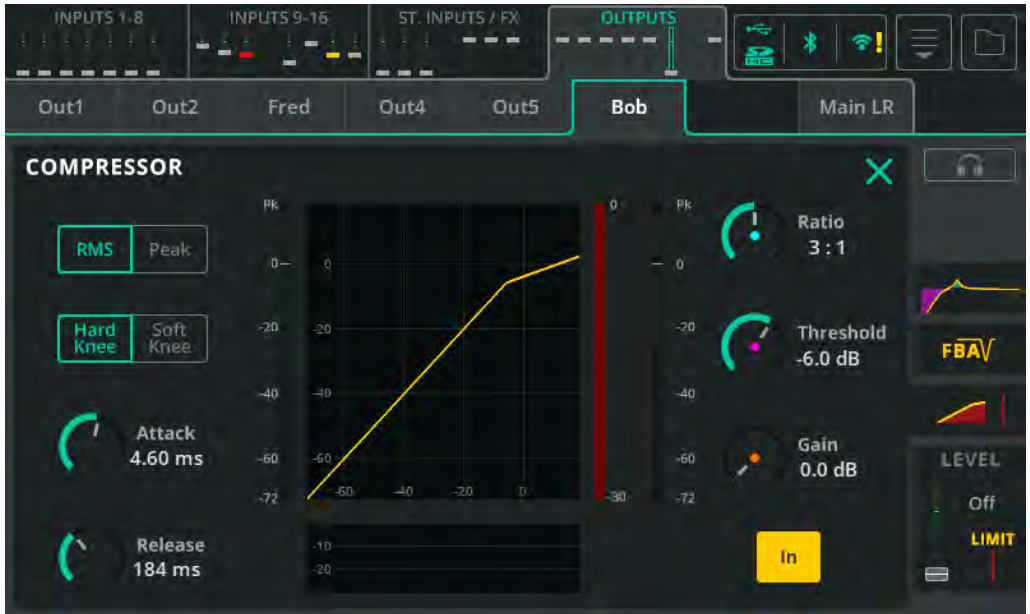 INPUTS 1-8
INPUTS 9-16
ST. INPUTS / FX
OUTPUTS
SD
HC
!
Out1
Out2
Fred
Out4
Out5
Bob
Main LR
COMPRESSOR
RMS
Peak
Hard
Knee
Soft
Knee
Attack
4.60 ms
Release
184 ms
Pk
0
-20
-40
-60
-72
0
-20
-40
-60
-60
-40
-20
0
-10
-20
0
-30
Pk
0
-20
-40
-60
-72
Ratio
3 : 1
Threshold
-6.0 dB
Gain
0.0 dB
In
FBA
LEVEL
Off
LIMIT